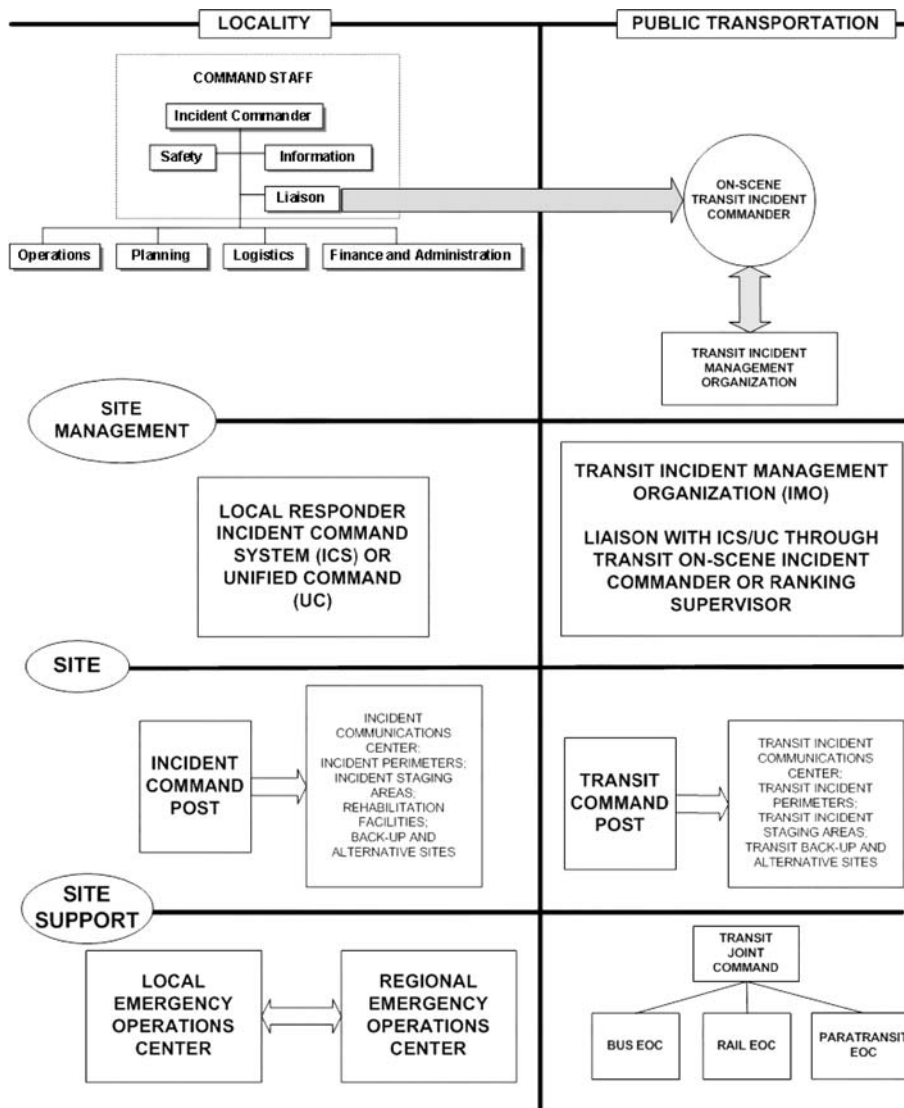 LOCALITY
PUBLIC TRANSPORTATION
COMMAND STAFF
Incident Commander
Safety
Information
Liaison
Operations
Planning
Logistics
Finance and Administration
ON-SCENE
TRANSIT INCIDENT
COMMANDER
TRANSIT INCIDENT
MANAGEMENT
ORGANIZATION
SITE
MANAGEMENT
LOCAL RESPONDER
INCIDENT COMMAND
SYSTEM (ICS) OR
UNIFIED COMMAND
(UC)
TRANSIT INCIDENT MANAGEMENT
ORGANIZATION (IMO)
LIAISON WITH ICS/UC THROUGH
TRANSIT ON-SCENE INCIDENT
COMMANDER OR RANKING
SUPERVISOR
SITE
INCIDENT
COMMAND
POST
INCIDENT
COMMUNICATIONS
CENTER;
INCIDENT PERIMETERS;
INCIDENT STAGING
AREAS;
REHABILITATION
FACILITIES;
BACK-UP AND
ALTERNATIVE SITES
TRANSIT
COMMAND
POST
TRANSIT INCIDENT
COMMUNICATIONS
CENTER;
TRANSIT INCIDENT
PERIMETERS;
TRANSIT INCIDENT
STAGING AREAS;
TRANSIT BACK-UP AND
ALTERNATIVE SITES
SITE
SUPPORT
LOCAL
EMERGENCY
OPERATIONS
CENTER
REGIONAL
EMERGENCY
OPERATIONS
CENTER
TRANSIT
JOINT
COMMAND
BUS EOC
RAIL EOC
PARATRANSIT
EOC